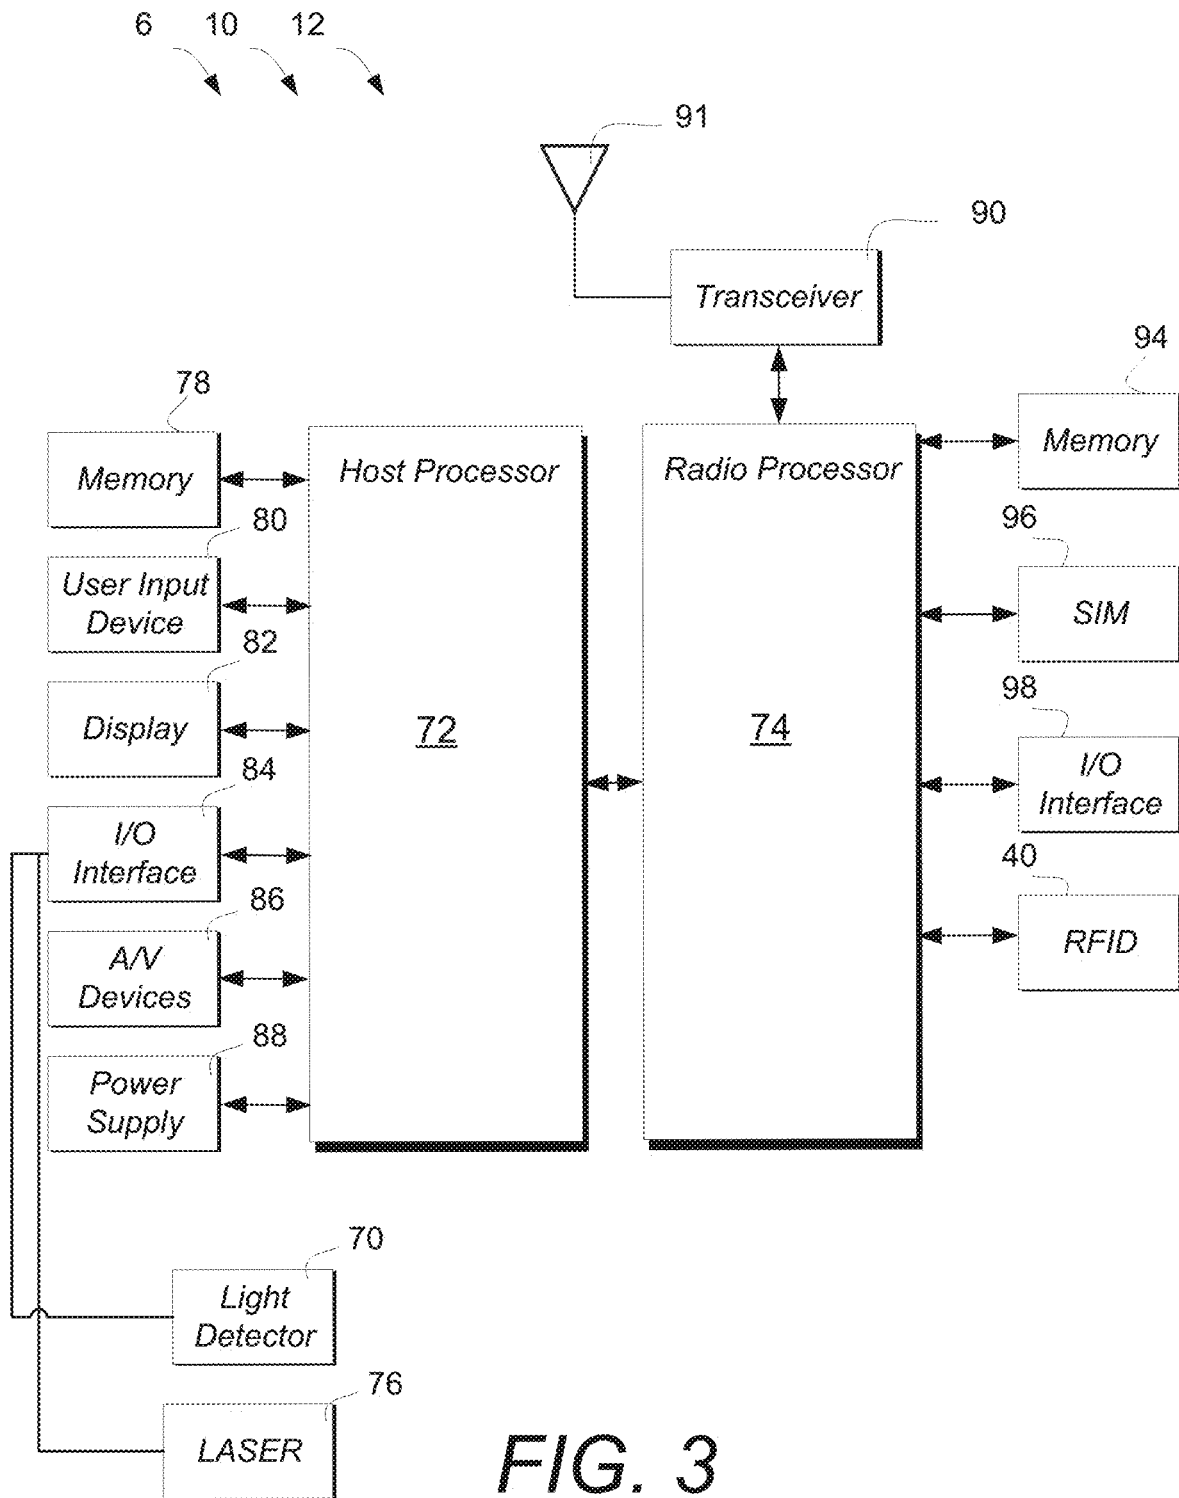 6 10 12
91
90
Transceiver
94
78
Memory
Memory
Host Processor
Radio Processor
80
96
User Input
Device
SIM
82
98
Display
72
74
84
I/O
Interface
I/O
Interface
40
86
RFID
A/V
Devices
88
Power
Supply
70
Light
Detector
76
LASER
FIG. 3